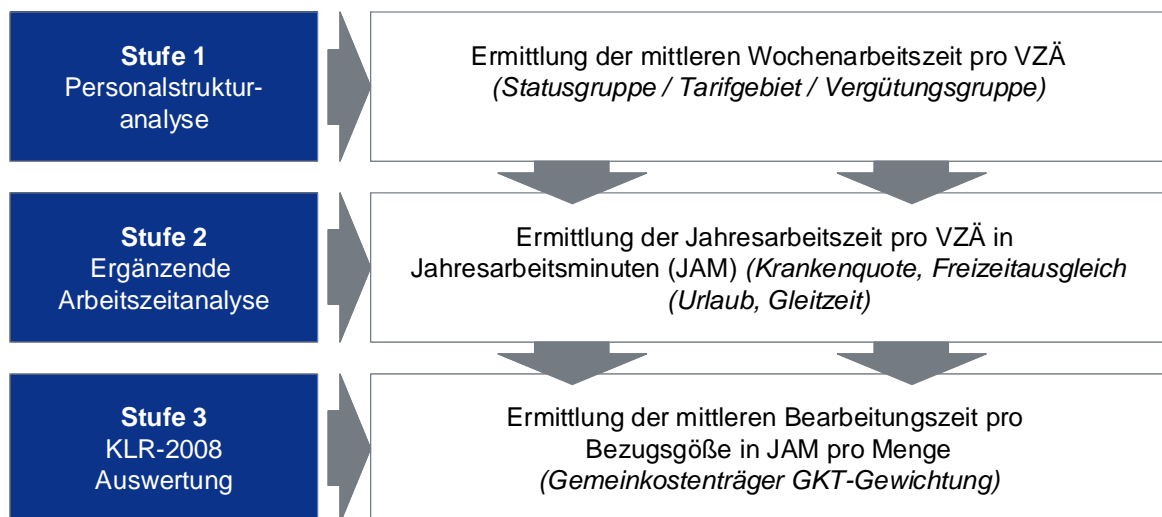 Stufe 1
Personalstruktur-
analyse
Ermittlung der mittleren Wochenarbeitszeit pro VZÄ
(Statusgruppe / Tarifgebiet / Vergütungsgruppe)
Stufe 2
Ergänzende
Arbeitszeitanalyse
Ermittlung der Jahresarbeitszeit pro VZÄ in
Jahresarbeitsminuten (JAM) (Krankenquote, Freizeitausgleich
(Urlaub, Gleitzeit)
Stufe 3
KLR-2008
Auswertung
Ermittlung der mittleren Bearbeitungszeit pro
Bezugsgöße in JAM pro Menge
(Gemeinkostenträger GKT-Gewichtung)